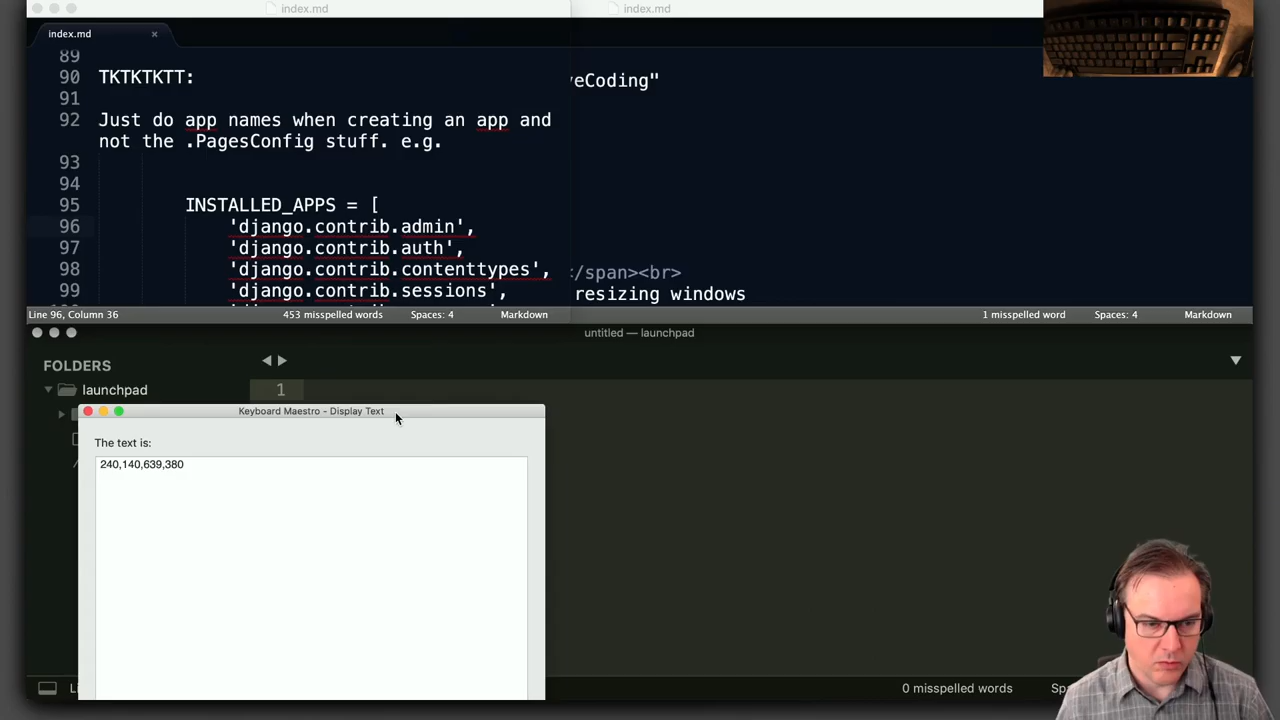 index.md
index.md
index.md
89
90 TKTKTKTT:
91
92 Just do app names when creating an app and
not the .PagesConfig stuff. e.g.
93
94
95 INSTALLED_APPS = [
96 'django.contrib.admin',
97 'django.contrib.auth',
98 'django.contrib.contenttypes',
99 'django.contrib.sessions',
Line 96, Column 36 453 misspelled words Spaces: 4 Markdown
veCoding"
</span><br>
resizing windows
1 misspelled word Spaces: 4 Markdown
untitled — launchpad
FOLDERS
launchpad
1
Keyboard Maestro - Display Text
The text is:
240,140,639,380
0 misspelled words